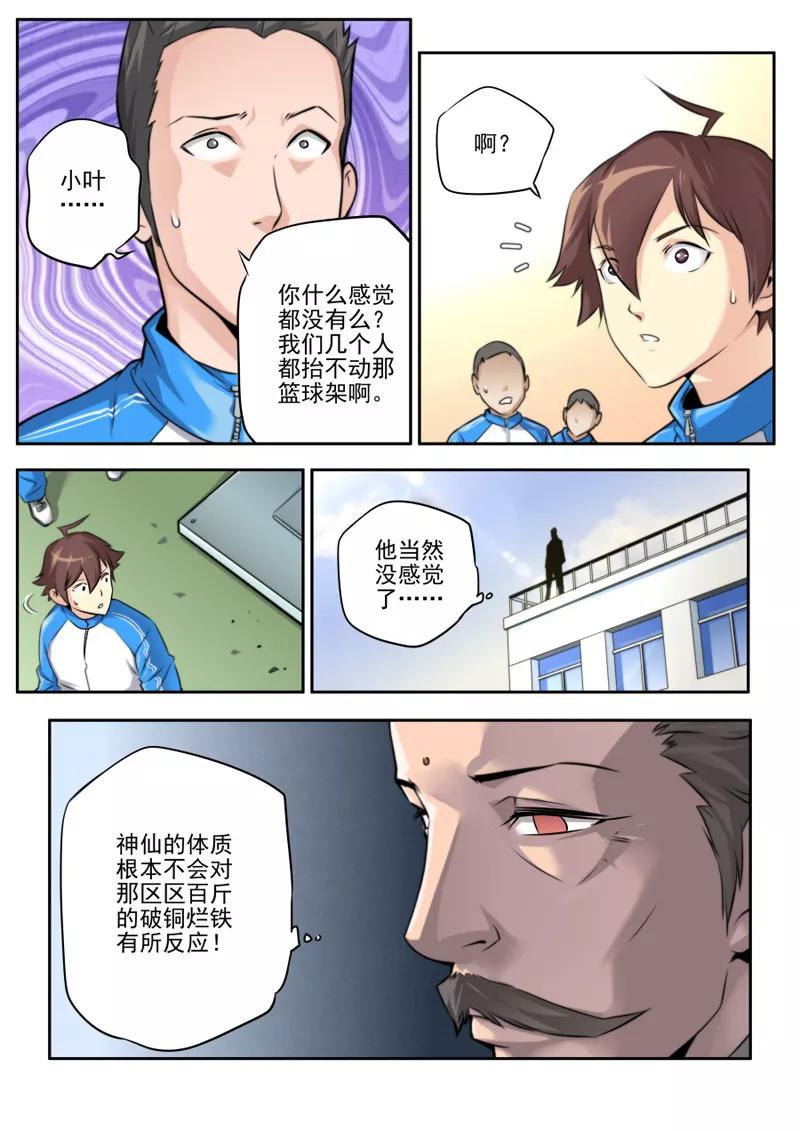 小叶
……
你什么感觉
都没有么？
我们几个人
都抬不动那
篮球架啊。
啊？
他当然
没感觉
了……
神仙的体质
根本不会对
那区区百斤
的破铜烂铁
有所反应！